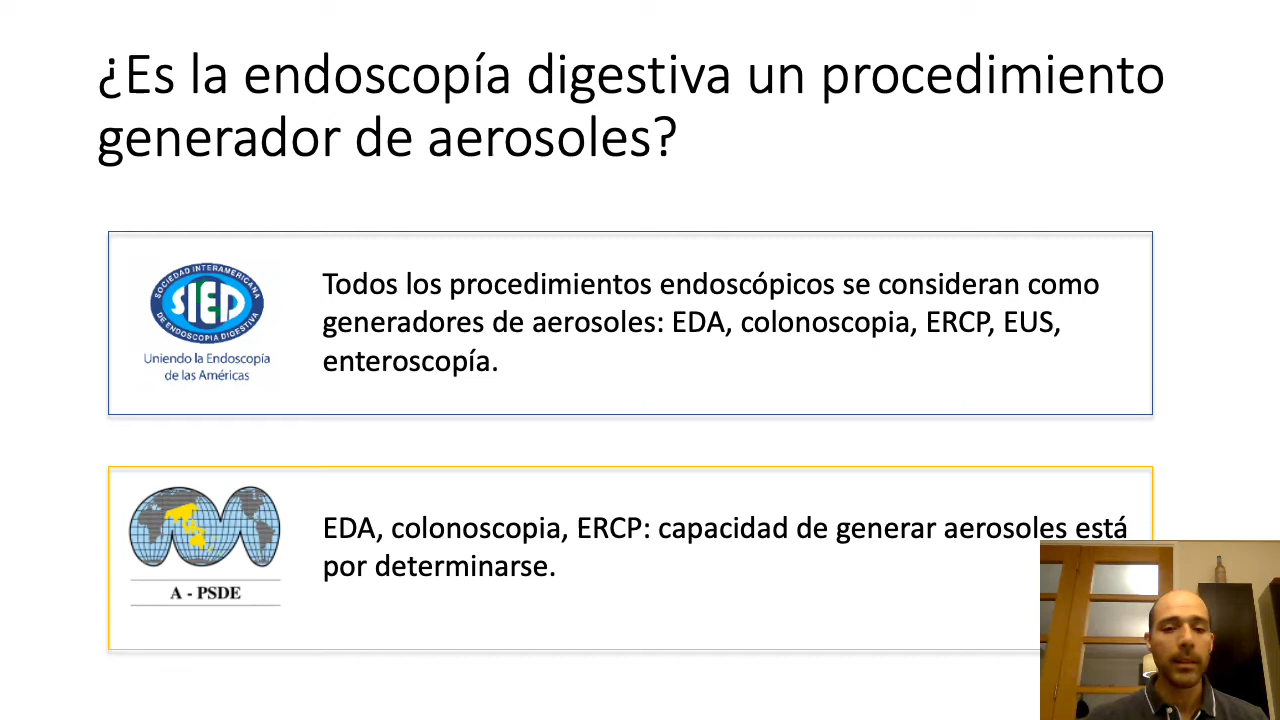 ¿Es la endoscopía digestiva un procedimiento
generador de aerosoles?
SOCIEDAD INTERAMERICANA
SIED
DE ENDOSCOPIA DIGESTIVA
Uniendo la Endoscopía
de las Américas
Todos los procedimientos endoscópicos se consideran como
generadores de aerosoles: EDA, colonoscopia, ERCP, EUS,
enteroscopía.
A - PSDE
EDA, colonoscopia, ERCP: capacidad de generar aerosoles está
por determinarse.